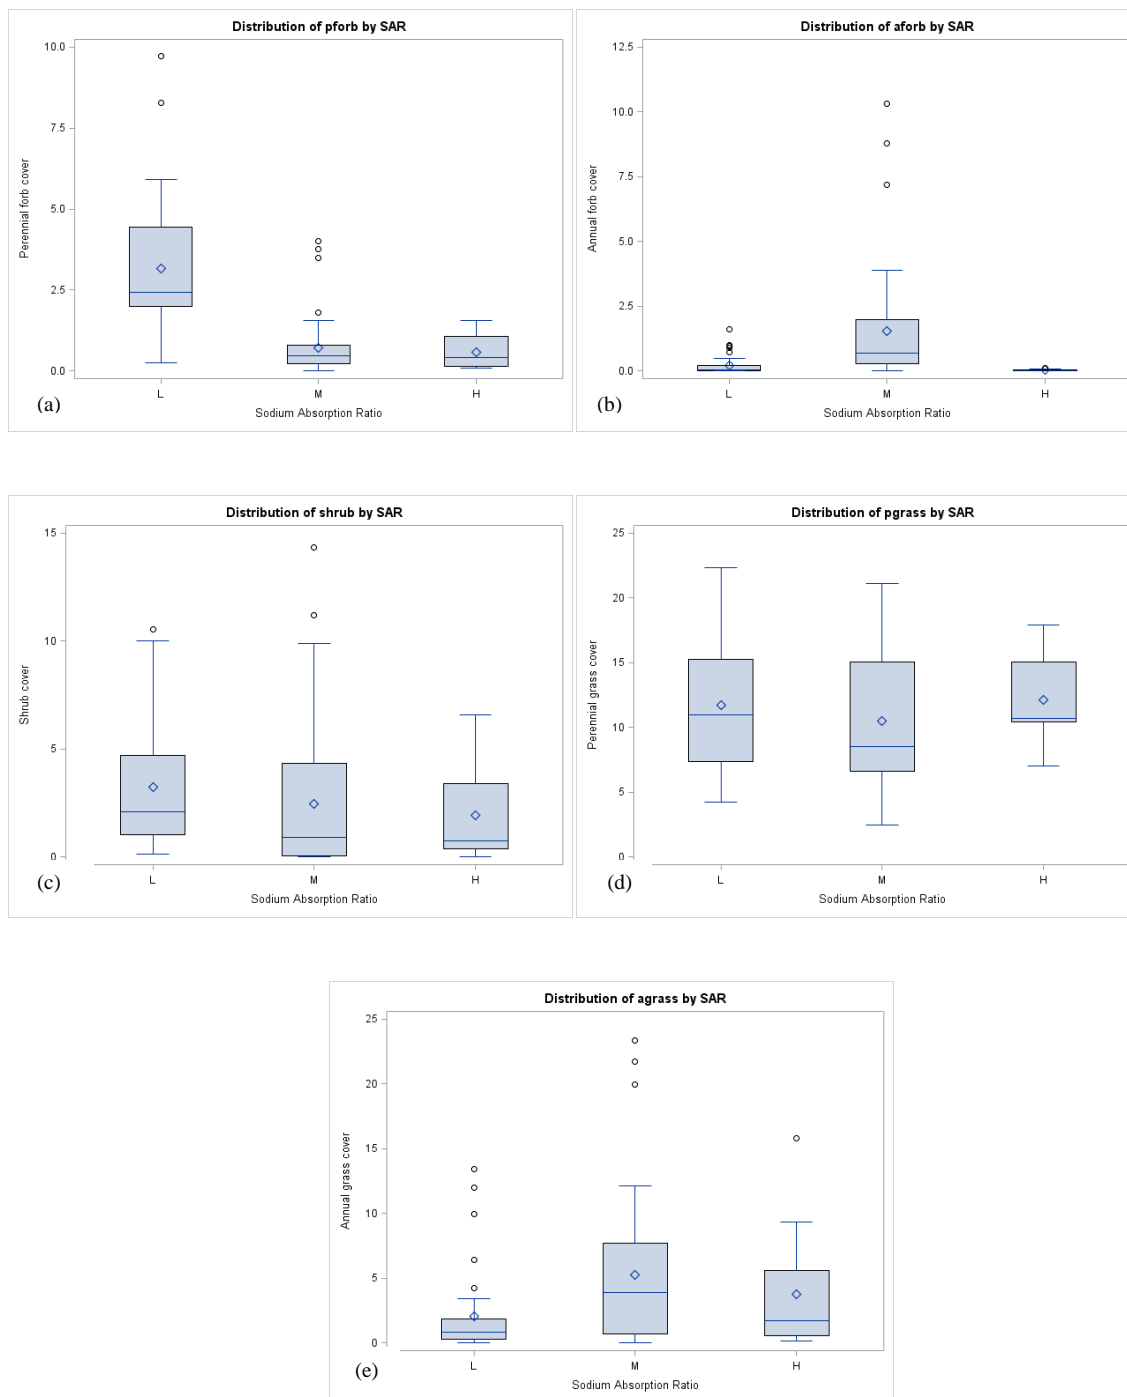 Distribution of pforb by SAR
10.0
7.5
5.0
2.5
0.0
Perennial forb cover
L M H
Sodium Absorption Ratio
(a)
Distribution of aforb by SAR
12.5
10.0
7.5
5.0
2.5
0.0
Annual forb cover
L M H
Sodium Absorption Ratio
(b)
Distribution of shrub by SAR
15
10
5
0
Shrub cover
L M H
Sodium Absorption Ratio
(c)
Distribution of pgrass by SAR
25
20
15
10
5
0
Perennial grass cover
L M H
Sodium Absorption Ratio
(d)
Distribution of agrass by SAR
25
20
15
10
5
0
Annual grass cover
L M H
Sodium Absorption Ratio
(e)